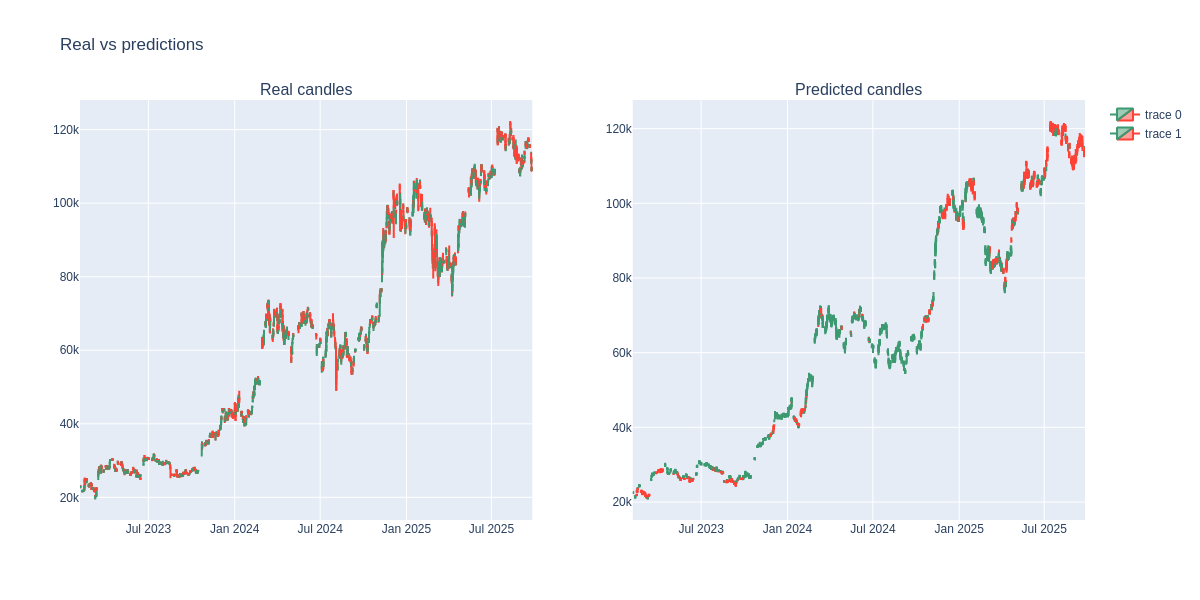 Real vs predictions
Real candles
120k
100k
80k
60k
40k
20k
Jul 2023
Jan 2024
Jul 2024
Jan 2025
Jul 2025
Predicted candles
120k
100k
80k
60k
40k
20k
Jul 2023
Jan 2024
Jul 2024
Jan 2025
Jul 2025
trace 0
trace 1